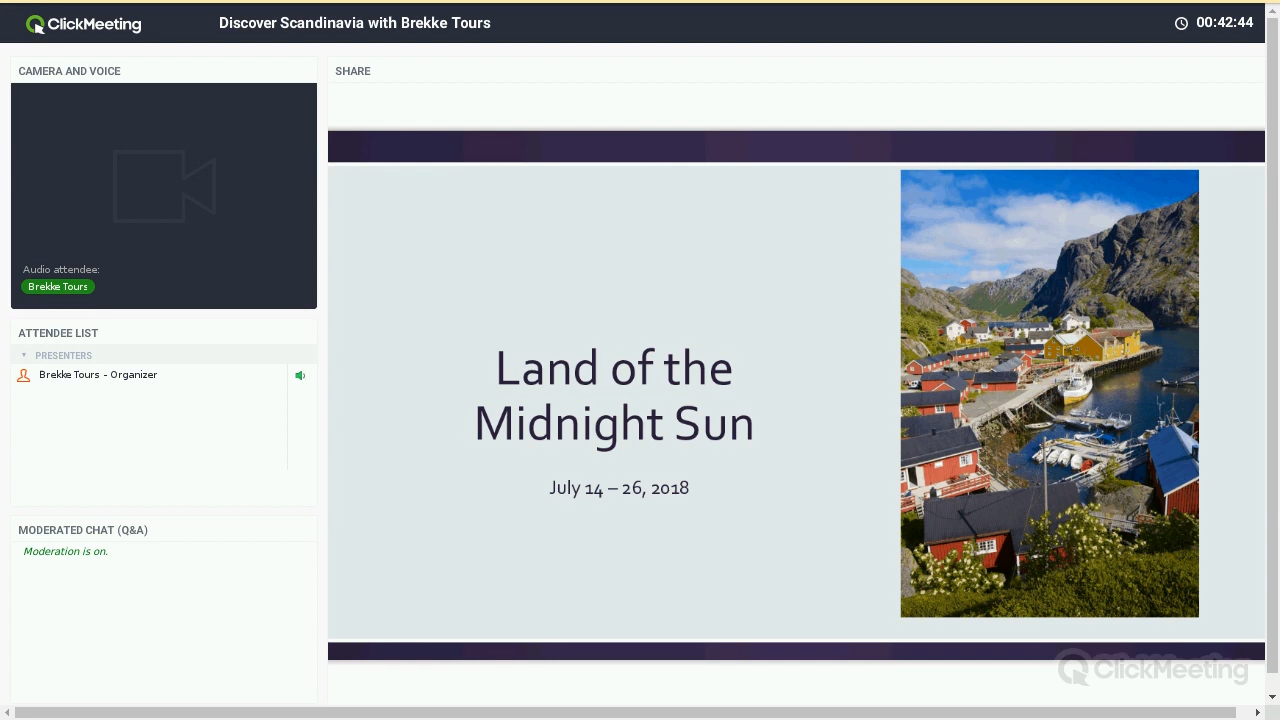 ClickMeeting
Discover Scandinavia with Brekke Tours
00:42:44
CAMERA AND VOICE
Audio attendee:
Brekke Tours
ATTENDEE LIST
PRESENTERS
Brekke Tours - Organizer
MODERATED CHAT (Q&A)
Moderation is on.
SHARE
Land of the
Midnight Sun
July 14 – 26, 2018
ClickMeeting